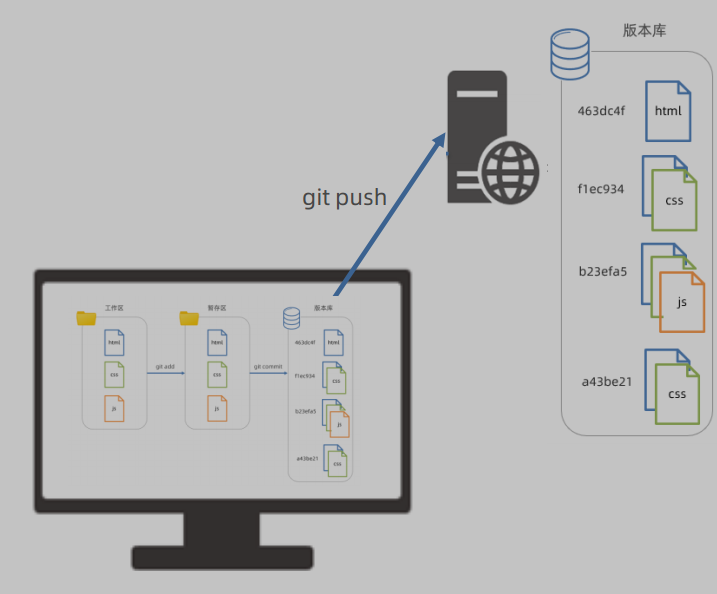 版本库
463dc4f
html
f1ec934
css
b23efa5
js
a43be21
css
git push
工作区
html
css
js
git add
暂存区
html
css
js
git commit
版本库
463dc4f
html
f1ec934
css
b23efa5
js
a43be21
css